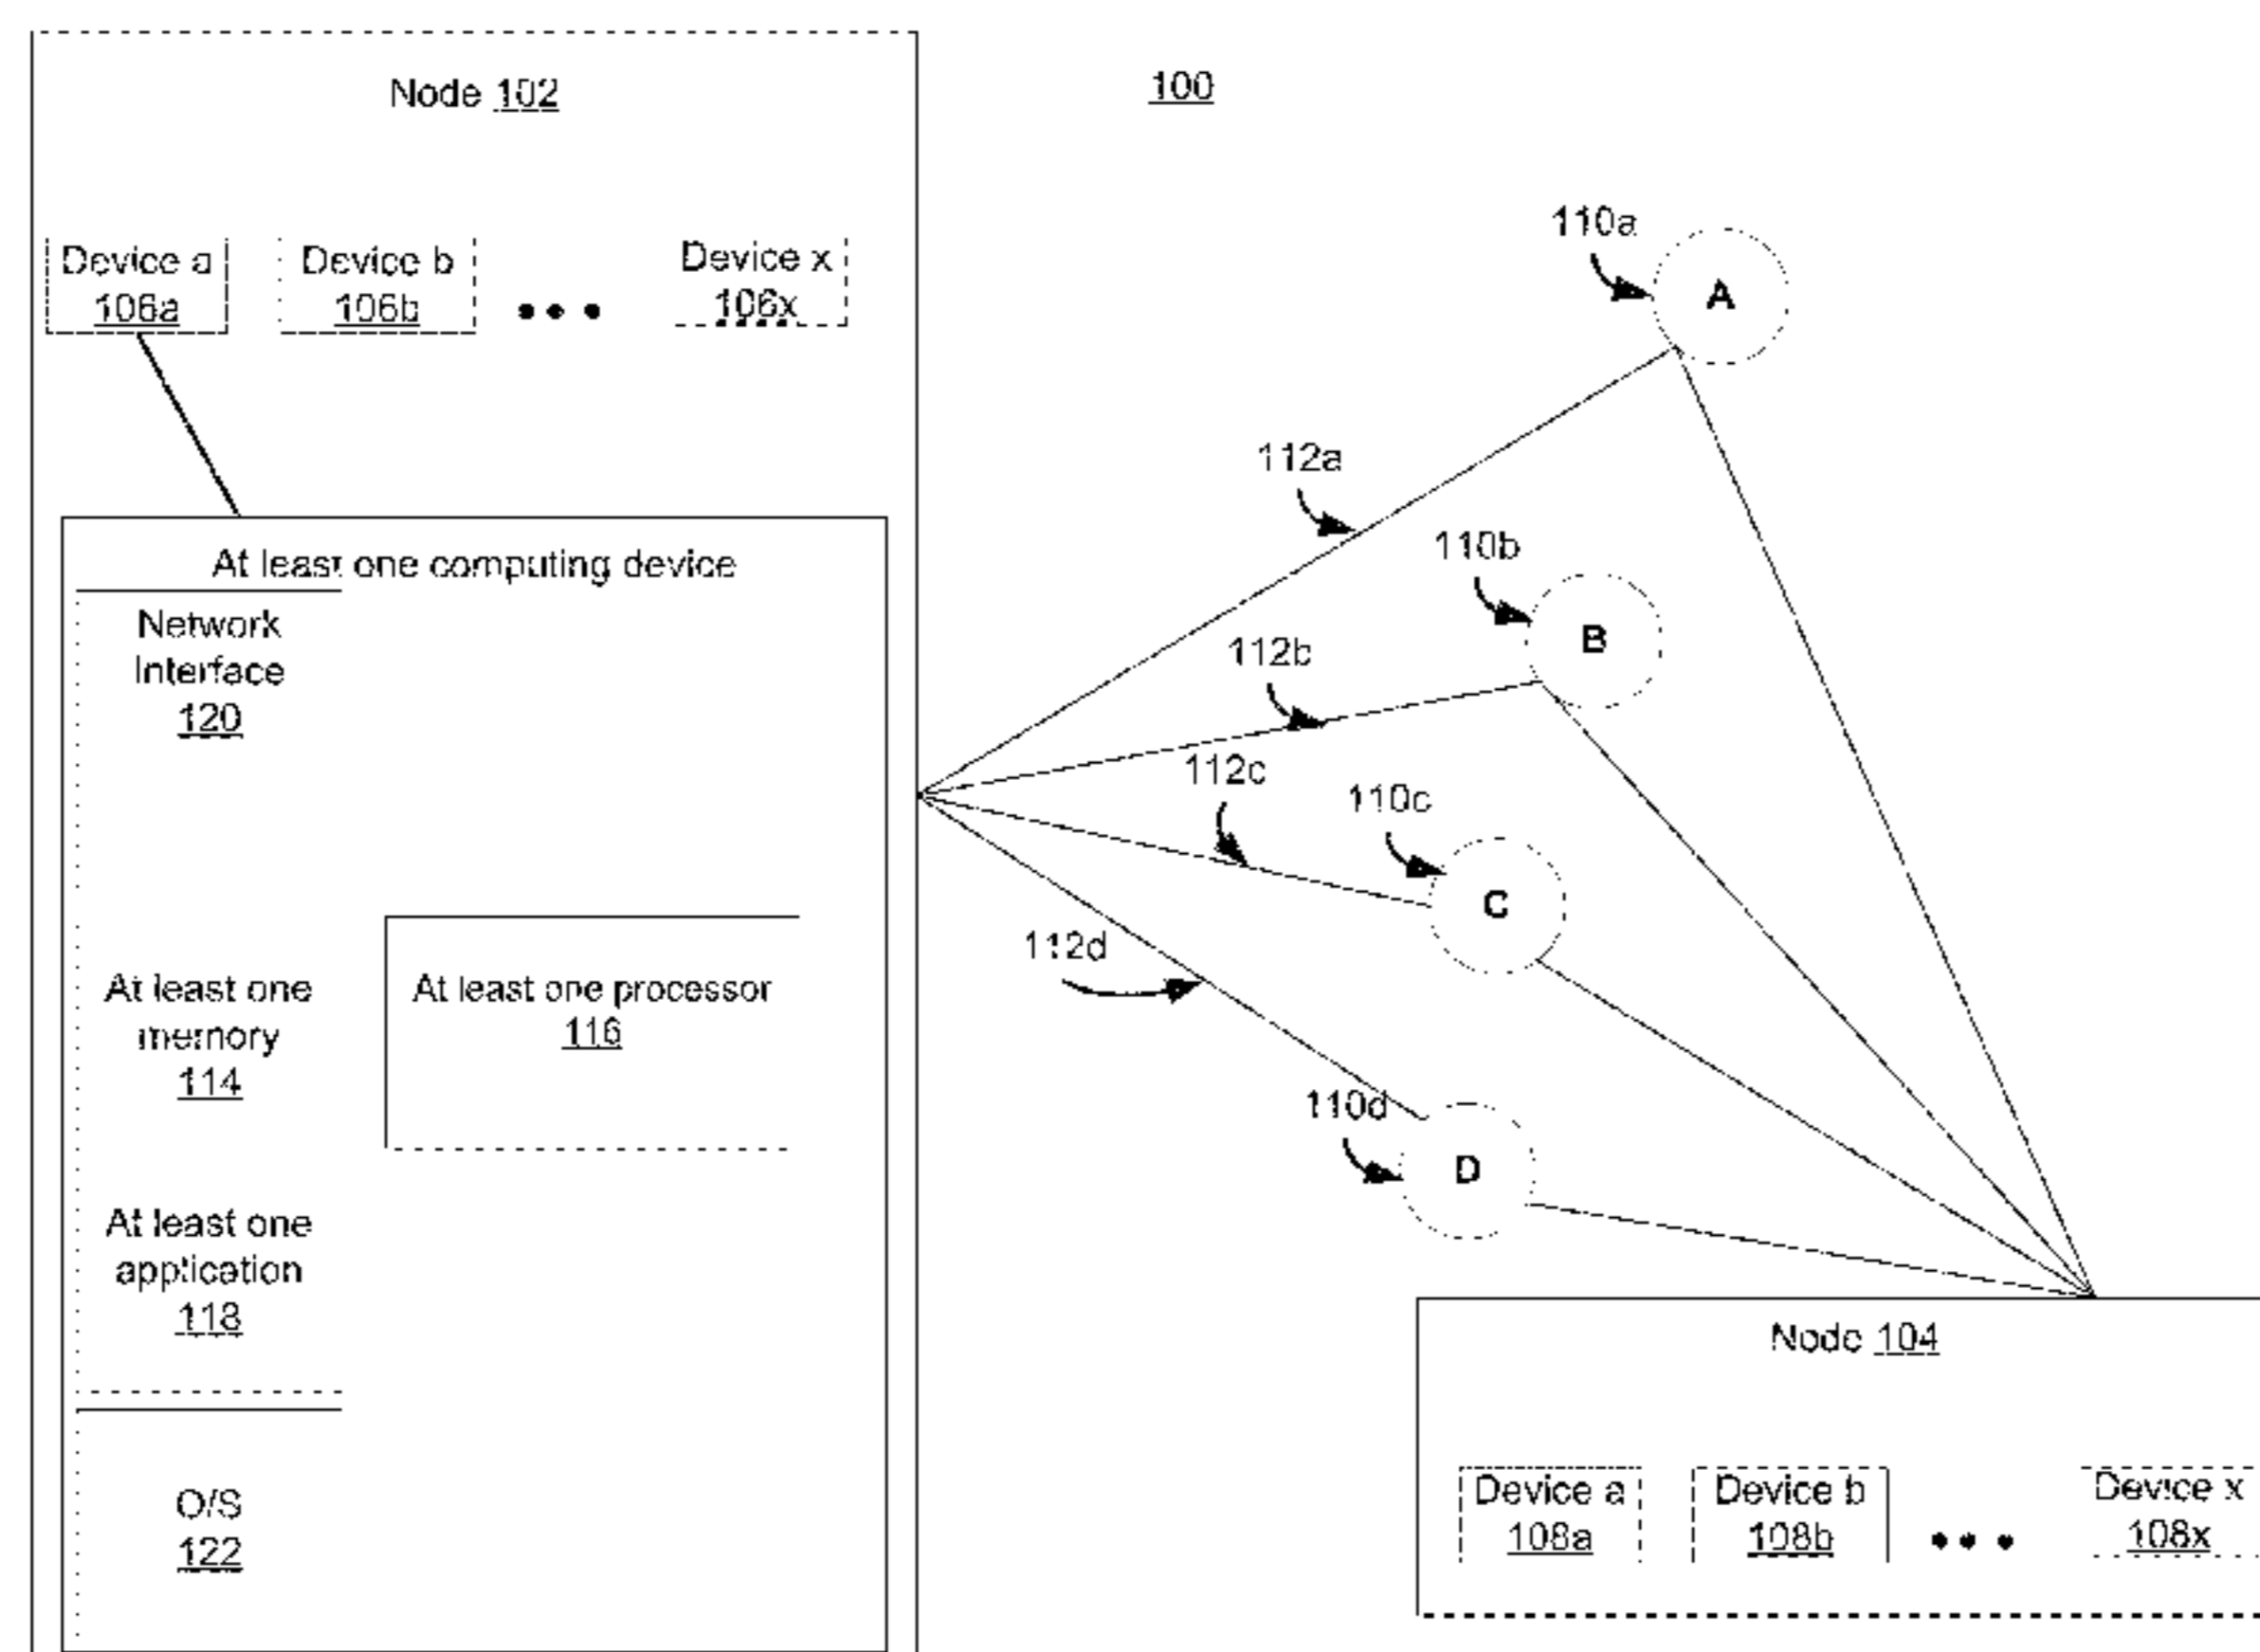 Node 102
100
Device a
106a
Device b
106b
Device x
106x
At least one computing device
Network
Interface
120
At least one
memory
114
At least one processor
116
At least one
application
118
O/S
122
110a
A
112a
110b
B
112b
112c
110c
C
112d
110d
D
Node 104
Device a
108a
Device b
108b
Device x
108x